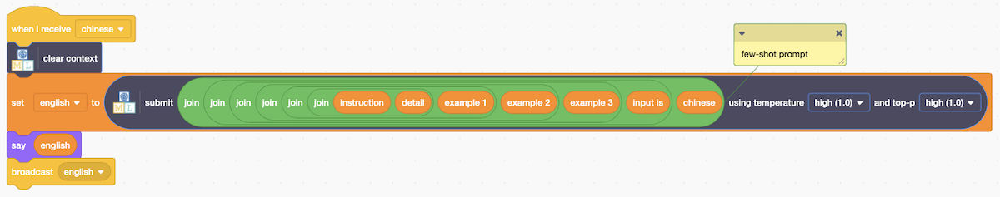 when I receive chinese
few-shot prompt
ML clear context
set english to ML submit join join join join join join instruction detail example 1 example 2 example 3 input is chinese using temperature high (1.0) and top-p high (1.0)
say english
broadcast english